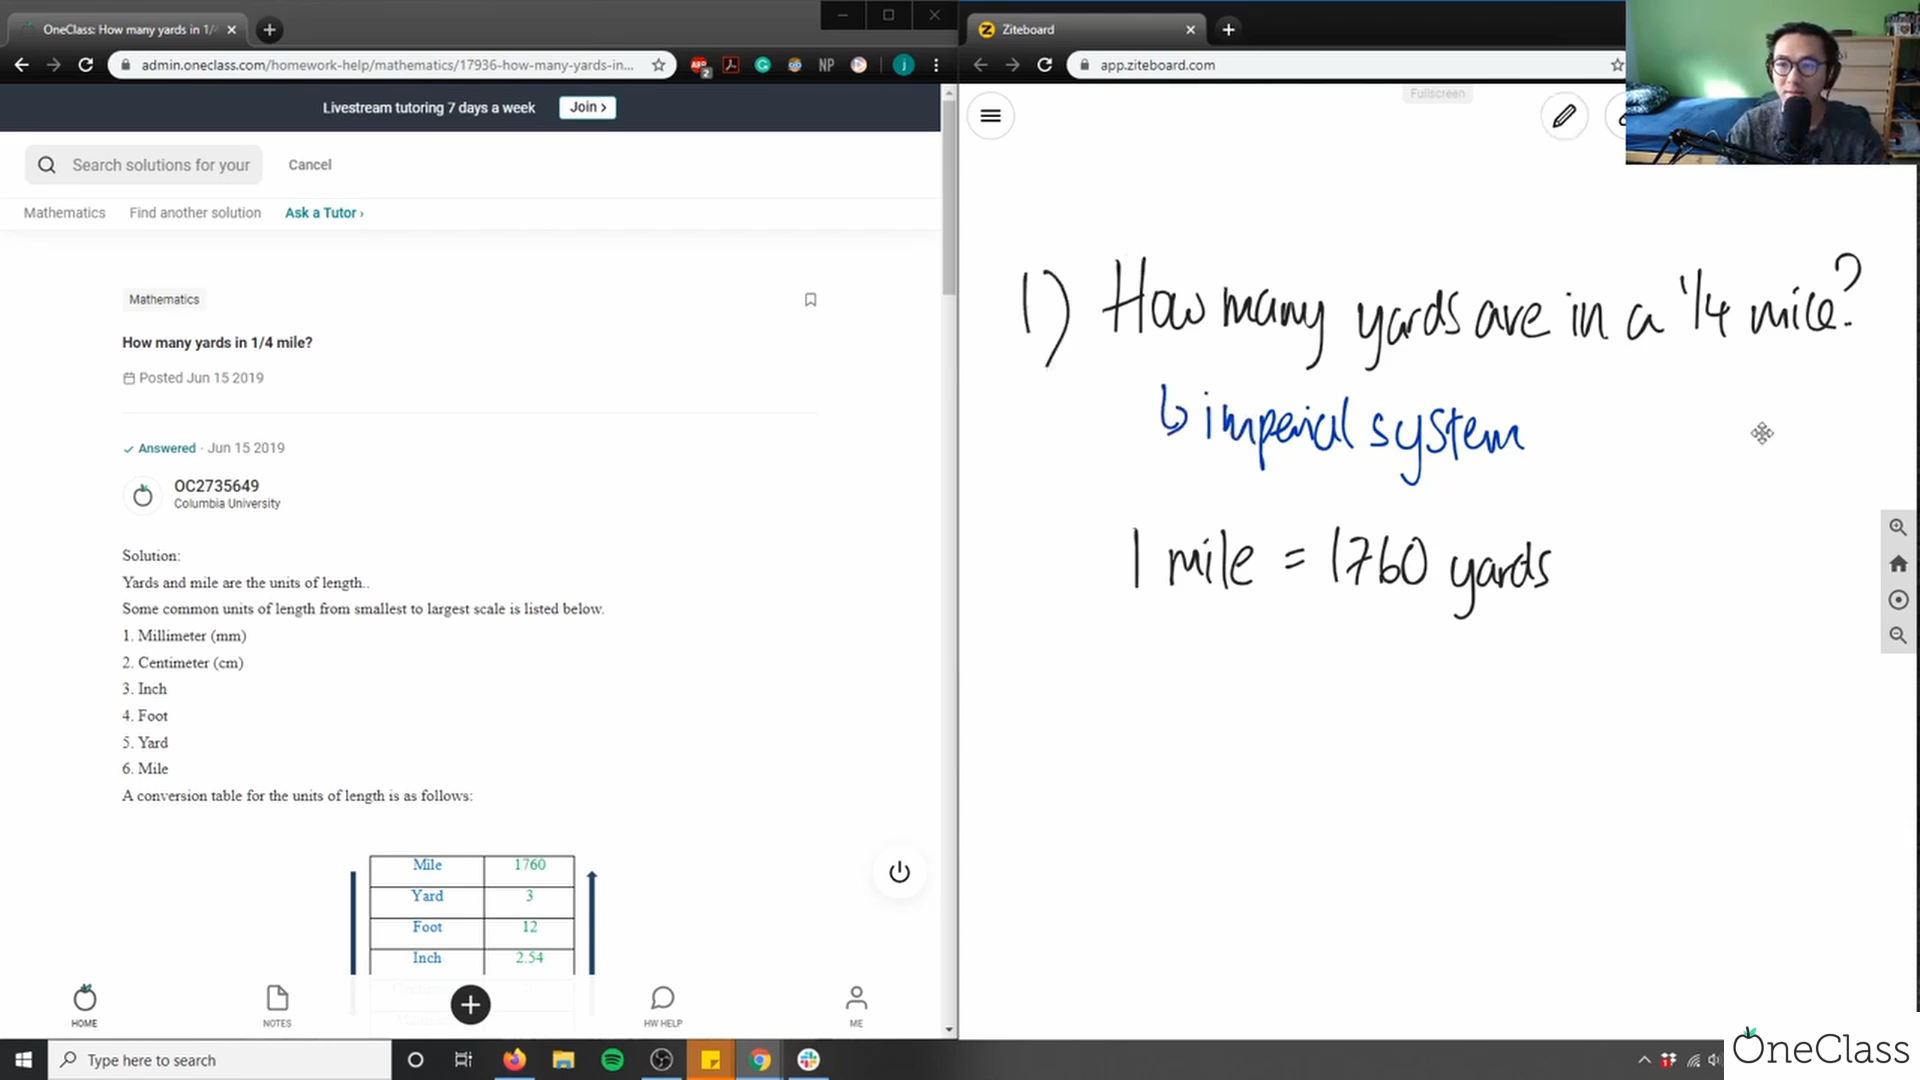 OneClass: How many yards in 1/4
Livestream tutoring 7 days a week Join ›
admin.oneclass.com/homework-help/mathematics/17936-how-many-yards-in...
2
NP
j
Search solutions for your
Cancel
Mathematics Find another solution Ask a Tutor ›
Mathematics
How many yards in 1/4 mile?
Posted Jun 15 2019
Answered · Jun 15 2019
OC2735649
Columbia University
Solution:
Yards and mile are the units of length..
Some common units of length from smallest to largest scale is listed below.
1. Millimeter (mm)
2. Centimeter (cm)
3. Inch
4. Foot
5. Yard
6. Mile
A conversion table for the units of length is as follows:
Mile 1760
Yard 3
Foot 12
Inch 2.54
HOME NOTES HW HELP ME
Type here to search
Ziteboard
app.ziteboard.com
Fullscreen
1) How many yards are in a 1/4 mile?
imperial system
1 mile = 1760 yards
OneClass